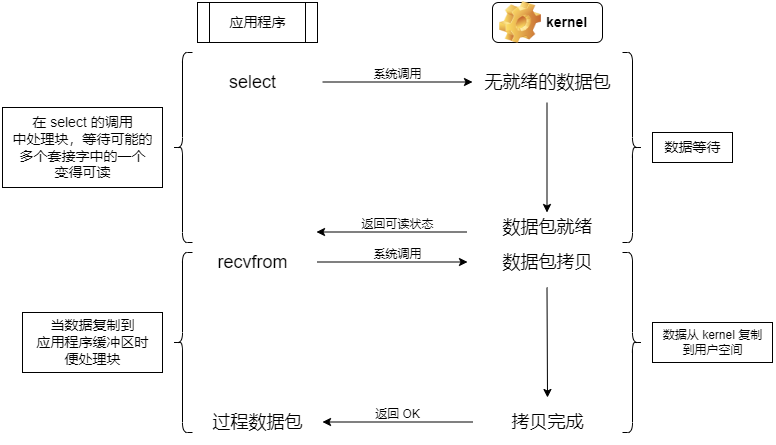 应用程序
kernel
select
系统调用
无就绪的数据包
在 select 的调用
中处理块，等待可能的
多个套接字中的一个
变得可读
数据等待
返回可读状态
数据包就绪
recvfrom
系统调用
数据包拷贝
当数据复制到
应用程序缓冲区时
便处理块
数据从 kernel 复制
到用户空间
过程数据包
返回 OK
拷贝完成